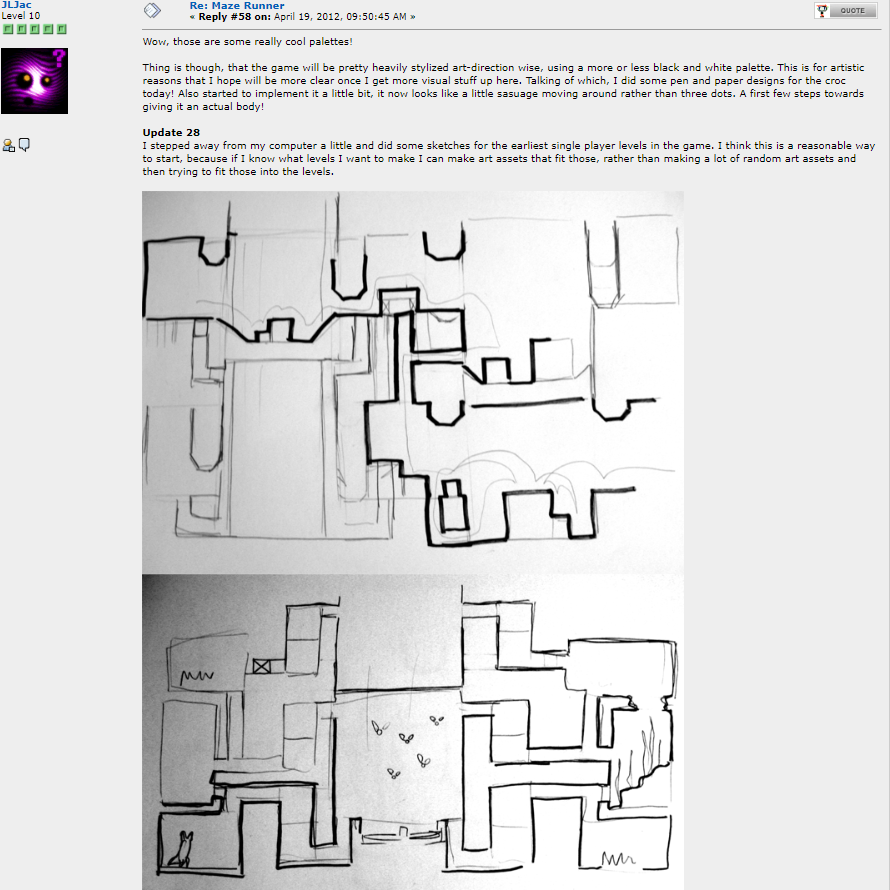 JLJac
Level 10
Re: Maze Runner
« Reply #58 on: April 19, 2012, 09:50:45 AM »
QUOTE
Wow, those are some really cool palettes!
Thing is though, that the game will be pretty heavily stylized art-direction wise, using a more or less black and white palette. This is for artistic
reasons that I hope will be more clear once I get more visual stuff up here. Talking of which, I did some pen and paper designs for the croc
today! Also started to implement it a little bit, it now looks like a little sasuage moving around rather than three dots. A first few steps towards
giving it an actual body!
Update 28
I stepped away from my computer a little and did some sketches for the earliest single player levels in the game. I think this is a reasonable way
to start, because if I know what levels I want to make I can make art assets that fit those, rather than making a lot of random art assets and
then trying to fit those into the levels.